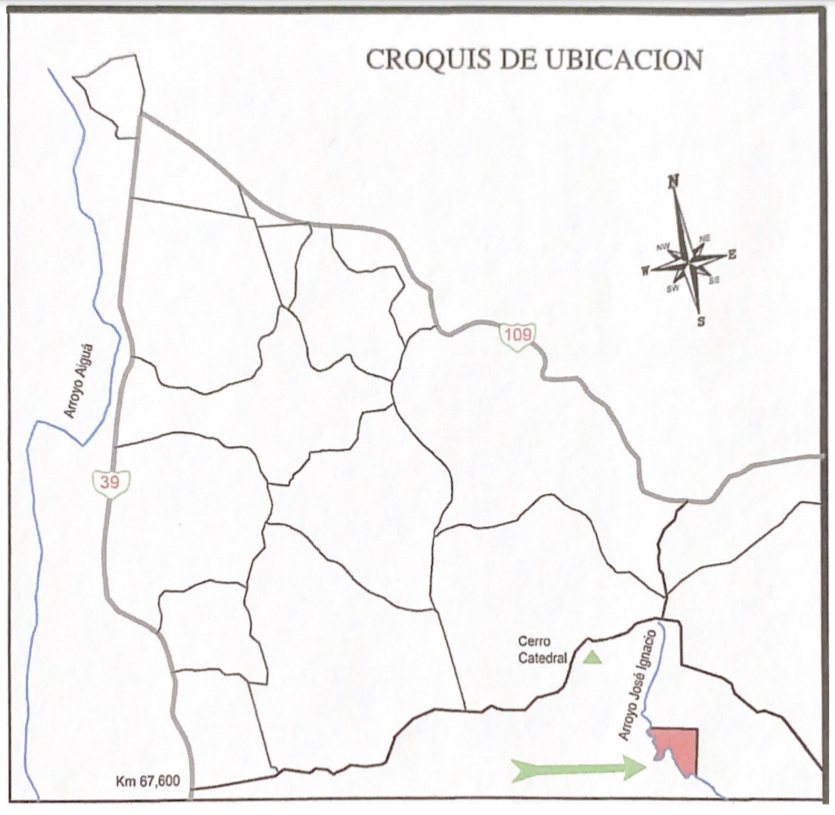 CROQUIS DE UBICACION
N
NW
NE
W
E
SW
SE
S
109
Arroyo Aiguá
39
Cerro
Catedral
Arroyo José Ignacio
Km 67,600